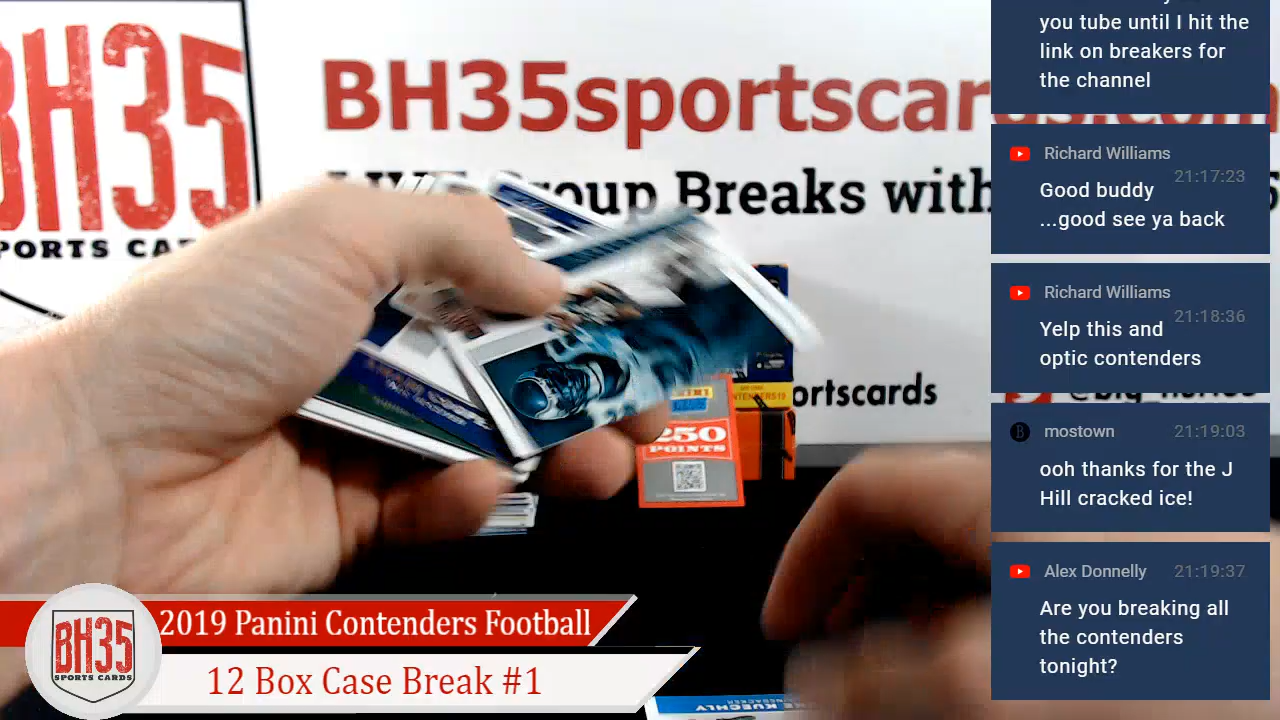 BH35
SPORTS CA
BH35sportscar s.com
Group Breaks with
ortscards
PANINI
250
POINTS
KUECHLY
you tube until I hit the
link on breakers for
the channel
Richard Williams
21:17:23
Good buddy
...good see ya back
Richard Williams
21:18:36
Yelp this and
optic contenders
mostown 21:19:03
ooh thanks for the J
Hill cracked ice!
Alex Donnelly 21:19:37
Are you breaking all
the contenders
tonight?
BH35
SPORTS CARDS
2019 Panini Contenders Football
12 Box Case Break #1